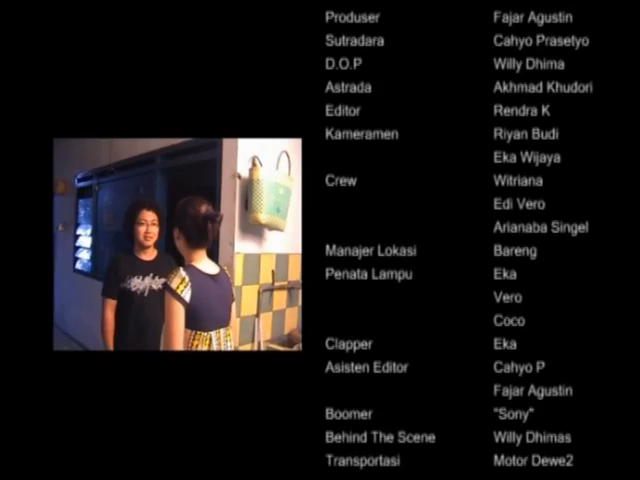 Produser Fajar Agustin
Sutradara Cahyo Prasetyo
D.O.P Willy Dhima
Astrada Akhmad Khudori
Editor Rendra K
Kameramen Riyan Budi
Eka Wijaya
Crew Witriana
Edi Vero
Arianaba Singel
Manajer Lokasi Bareng
Penata Lampu Eka
Vero
Coco
Clapper Eka
Asisten Editor Cahyo P
Fajar Agustin
Boomer "Sony"
Behind The Scene Willy Dhimas
Transportasi Motor Dewe2